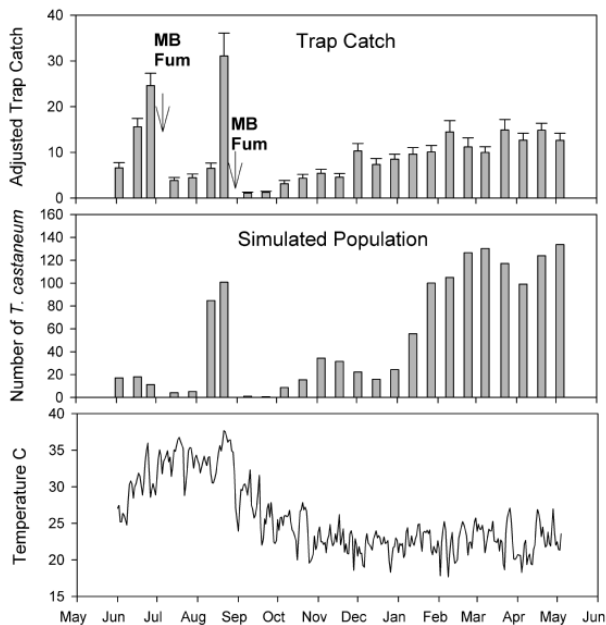 Adjusted Trap Catch
40
30
20
10
0
Trap Catch
MB
Fum
MB
Fum
Number of T. castaneum
160
140
120
100
80
60
40
20
0
Simulated Population
Temperature C
40
35
30
25
20
15
May Jun Jul Aug Sep Oct Nov Dec Jan Feb Mar Apr May Jun